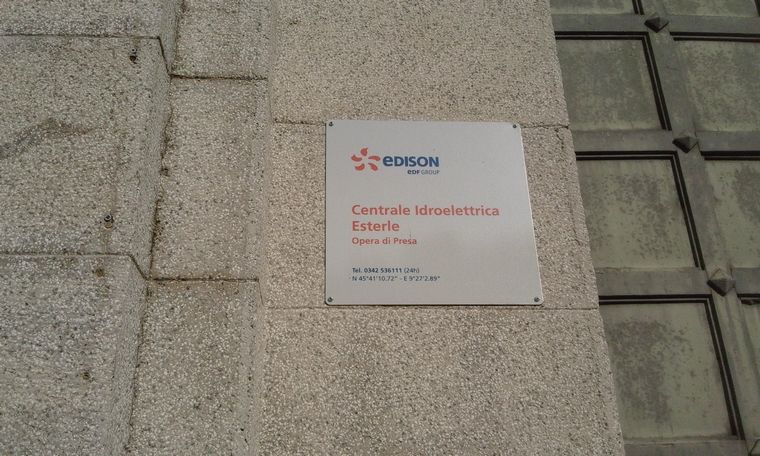 eDISON
eDF GROUP
Centrale Idroelettrica
Esterle
Opera di Presa
Tel. 0342 536111 (24h)
N 45°41'10.72" - E 9°27'2.89"